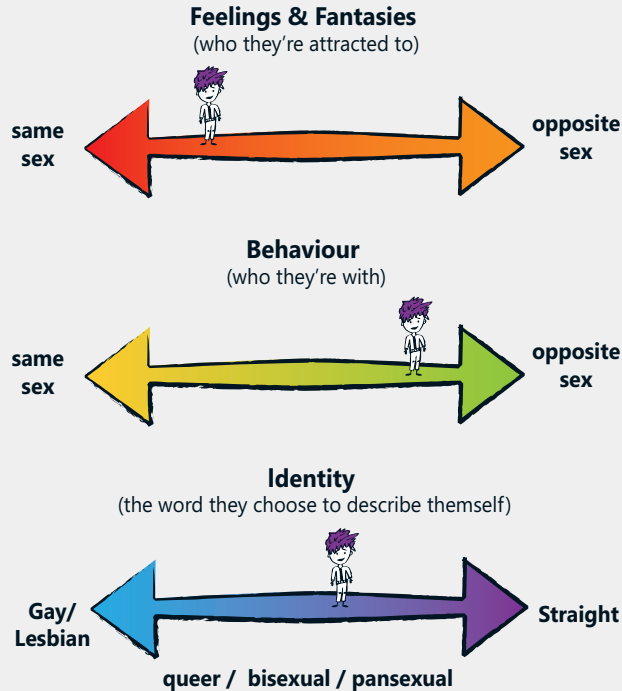 Feelings & Fantasies
(who they're attracted to)
same
sex
opposite
sex
Behaviour
(who they're with)
same
sex
opposite
sex
Identity
(the word they choose to describe themself)
Gay/
Lesbian
Straight
queer / bisexual / pansexual